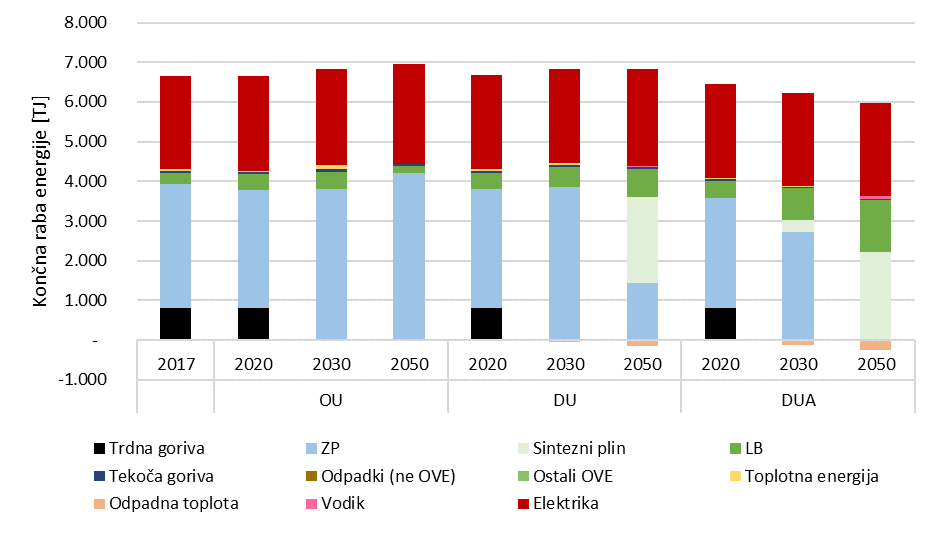 Končna raba energije [TJ]
8.000
7.000
6.000
5.000
4.000
3.000
2.000
1.000
-
-1.000
2017 2020 2030 2050 2020 2030 2050 2020 2030 2050
OU DU DUA
Trdna goriva ZP Sintezni plin LB
Tekoča goriva Odpadki (ne OVE) Ostali OVE Toplotna energija
Odpadna toplota Vodik Elektrika